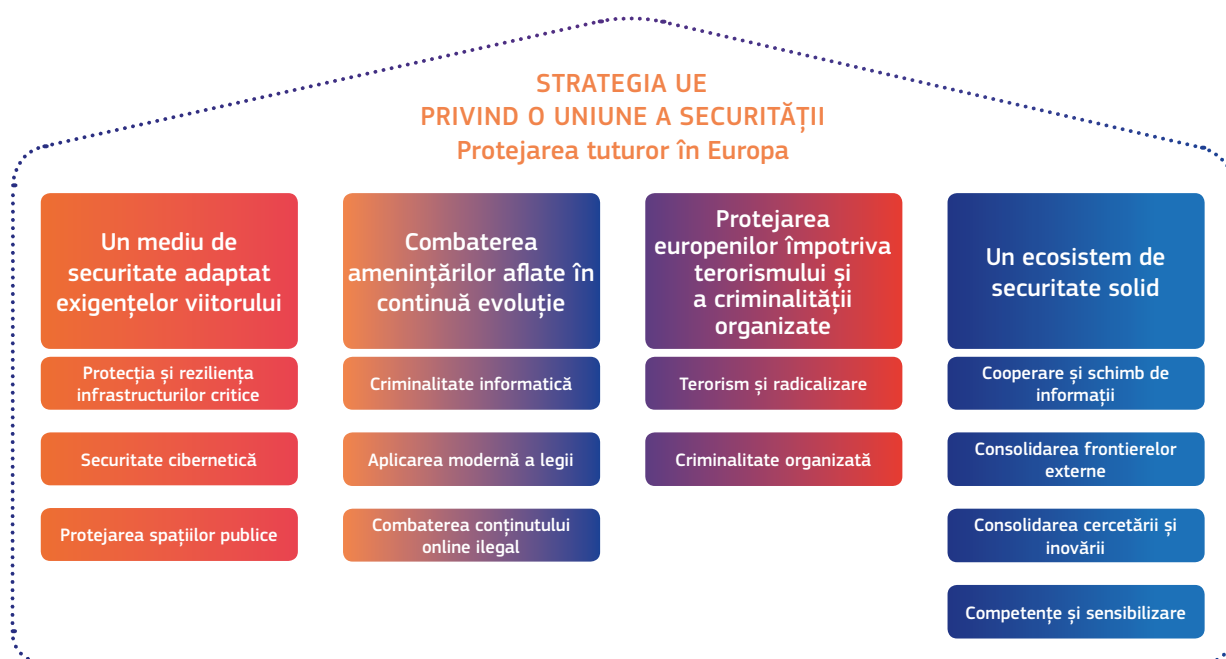 STRATEGIA UE
PRIVIND O UNIUNE A SECURITĂȚII
Protejarea tuturor în Europa
Un mediu de
securitate adaptat
exigențelor viitorului
Protecția și reziliența
infrastructurilor critice
Securitate cibernetică
Protejarea spațiilor publice
Combaterea
amenințărilor aflate în
continuă evoluție
Criminalitate informatică
Aplicarea modernă a legii
Combaterea conținutului
online ilegal
Protejarea
europenilor împotriva
terorismului și
a criminalității
organizate
Terorism și radicalizare
Criminalitate organizată
Un ecosistem de
securitate solid
Cooperare și schimb de
informații
Consolidarea frontierelor
externe
Consolidarea cercetării și
inovării
Competențe și sensibilizare